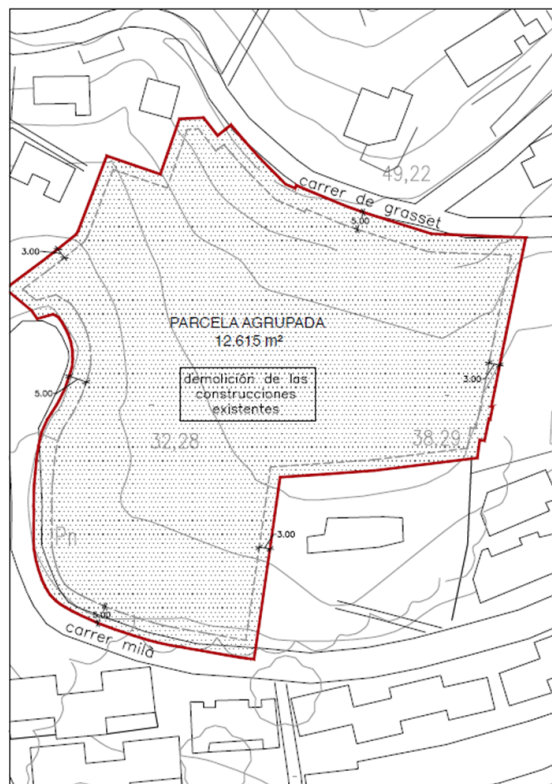 49,22
carrer de grasset
5.00
3.00
PARCELA AGRUPADA
12.615 m²
3.00
demolición de las
construcciones
existentes
5.00
32,28
38,29
Pn
3.00
5.00
carrer milà